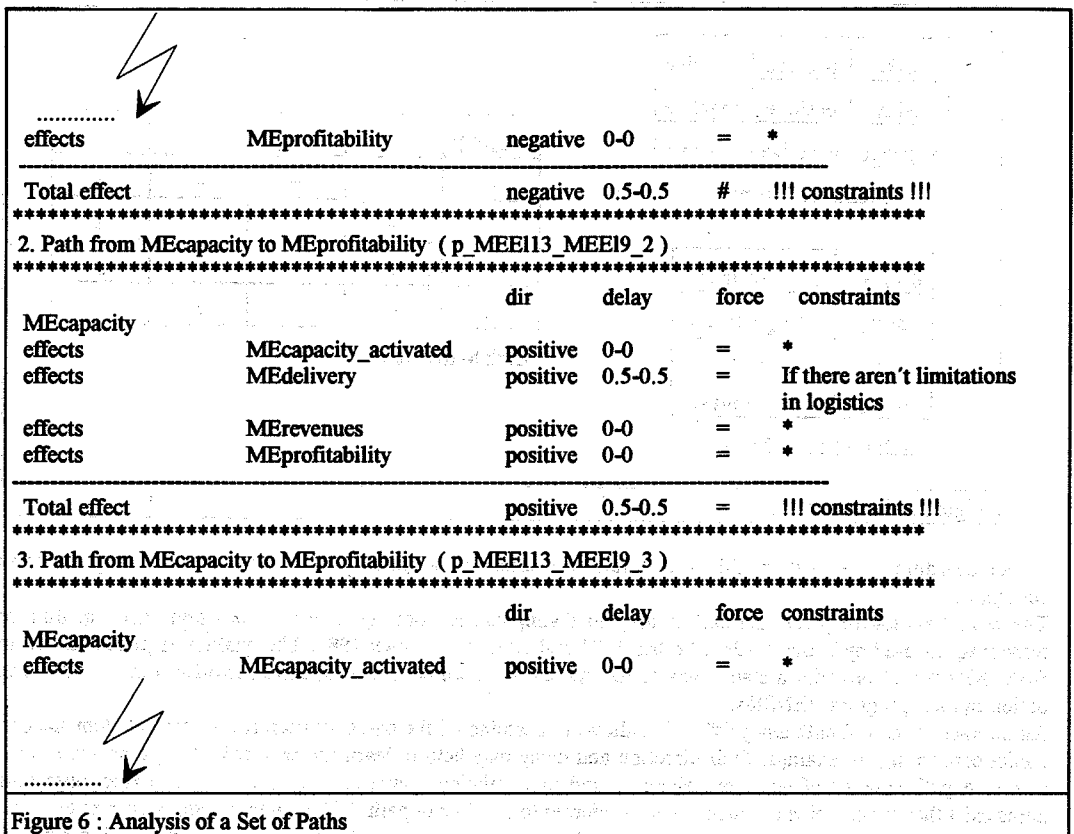 ..............
effects MEprofitability negative 0-0 = *
Total effect negative 0.5-0.5 # !!! constraints !!!
********************************************************************************
2. Path from MEcapacity to MEprofitability ( p_MEE113_MEE19_2 )
********************************************************************************
dir delay force constraints
MEcapacity
effects MEcapacity_activated positive 0-0 = *
effects MEdelivery positive 0.5-0.5 = If there aren´t limitations
in logistics
effects MErevenues positive 0-0 = *
effects MEprofitability positive 0-0 = *
Total effect positive 0.5-0.5 = !!! constraints !!!
********************************************************************************
3. Path from MEcapacity to MEprofitability ( p_MEE113_MEE19_3 )
********************************************************************************
dir delay force constraints
MEcapacity
effects MEcapacity_activated positive 0-0 = *
..............
Figure 6 : Analysis of a Set of Paths